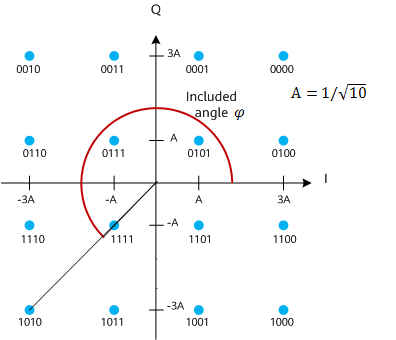 Q
3A
0010 0011 0001 0000
Included
angle φ
A = 1/√10
A
0110 0111 0101 0100
I
-3A -A A 3A
-A
1110 1111 1101 1100
-3A
1010 1011 1001 1000